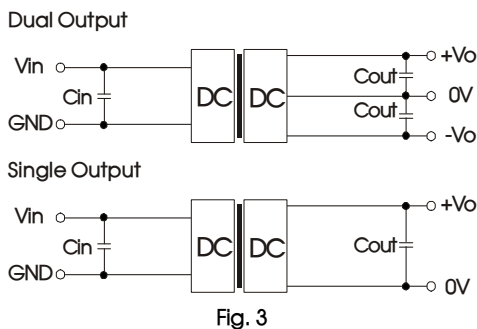 Dual Output
Vin
Cin
GND
DC DC
Cout
Cout
+Vo
0V
-Vo
Single Output
Vin
Cin
GND
DC DC
Cout
+Vo
0V
Fig. 3